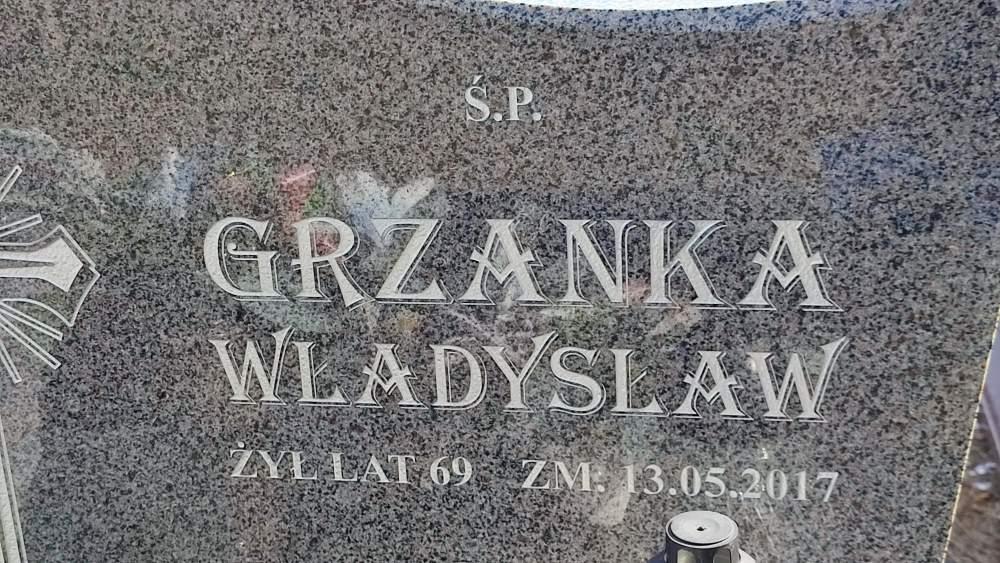 Ś.P.
GRZANKA
WŁADYSŁAW
ŻYŁ LAT 69 ZM: 13.05.2017